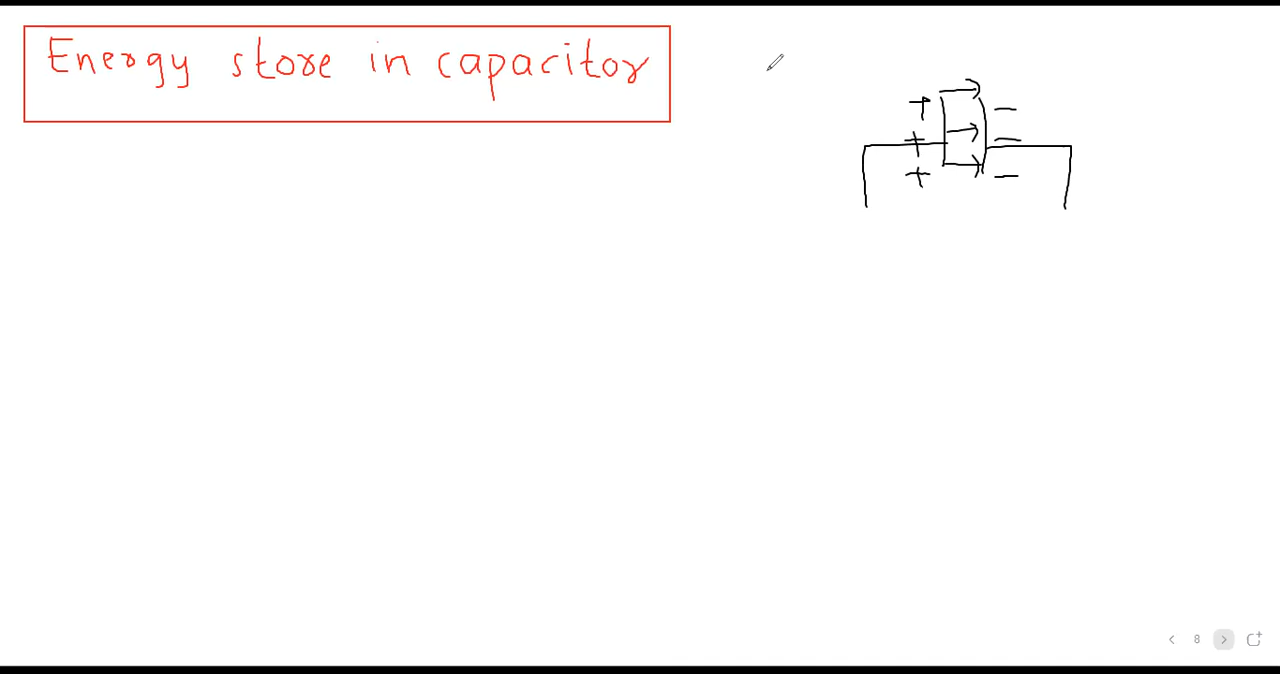 Energy store in capacitor
+ −
+ −
+ −
8